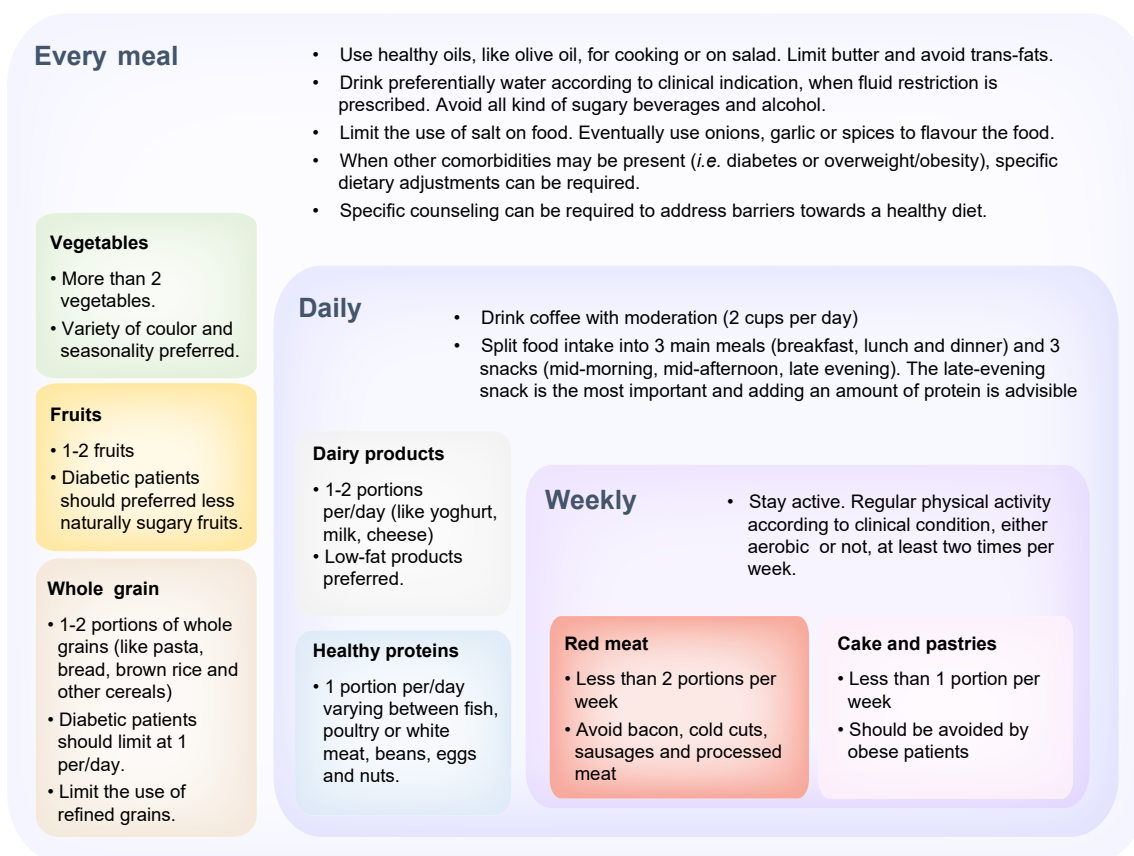 Every meal
• Use healthy oils, like olive oil, for cooking or on salad. Limit butter and avoid trans-fats.
• Drink preferentially water according to clinical indication, when fluid restriction is
prescribed. Avoid all kind of sugary beverages and alcohol.
• Limit the use of salt on food. Eventually use onions, garlic or spices to flavour the food.
• When other comorbidities may be present (i.e. diabetes or overweight/obesity), specific
dietary adjustments can be required.
• Specific counseling can be required to address barriers towards a healthy diet.
Vegetables
• More than 2
vegetables.
• Variety of coulor and
seasonality preferred.
Fruits
• 1-2 fruits
• Diabetic patients
should preferred less
naturally sugary fruits.
Whole grain
• 1-2 portions of whole
grains (like pasta,
bread, brown rice and
other cereals)
• Diabetic patients
should limit at 1
per/day.
• Limit the use of
refined grains.
Daily
• Drink coffee with moderation (2 cups per day)
• Split food intake into 3 main meals (breakfast, lunch and dinner) and 3
snacks (mid-morning, mid-afternoon, late evening). The late-evening
snack is the most important and adding an amount of protein is advisible
Dairy products
• 1-2 portions
per/day (like yoghurt,
milk, cheese)
• Low-fat products
preferred.
Healthy proteins
• 1 portion per/day
varying between fish,
poultry or white
meat, beans, eggs
and nuts.
Weekly
• Stay active. Regular physical activity
according to clinical condition, either
aerobic or not, at least two times per
week.
Red meat
• Less than 2 portions per
week
• Avoid bacon, cold cuts,
sausages and processed
meat
Cake and pastries
• Less than 1 portion per
week
• Should be avoided by
obese patients